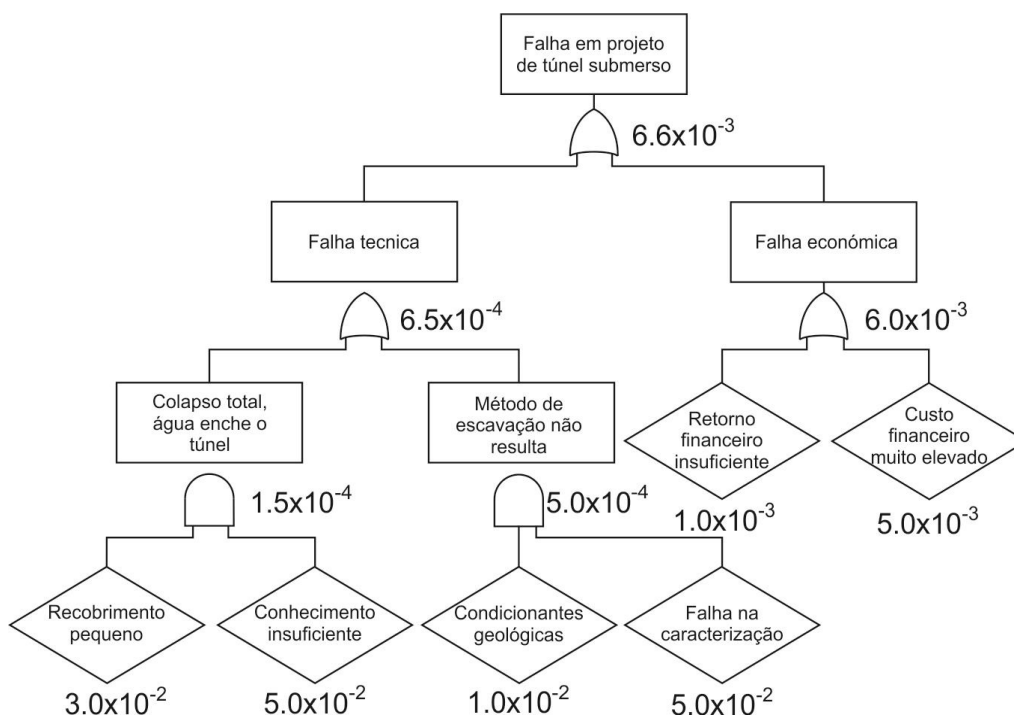 Falha em projeto
de túnel submerso
6.6x10⁻³
Falha tecnica
Falha económica
6.5x10⁻⁴
6.0x10⁻³
Colapso total,
água enche o
túnel
Método de
escavação não
resulta
Retorno
financeiro
insuficiente
Custo
financeiro
muito elevado
1.5x10⁻⁴
5.0x10⁻⁴
1.0x10⁻³
5.0x10⁻³
Recobrimento
pequeno
Conhecimento
insuficiente
Condicionantes
geológicas
Falha na
caracterização
3.0x10⁻²
5.0x10⁻²
1.0x10⁻²
5.0x10⁻²